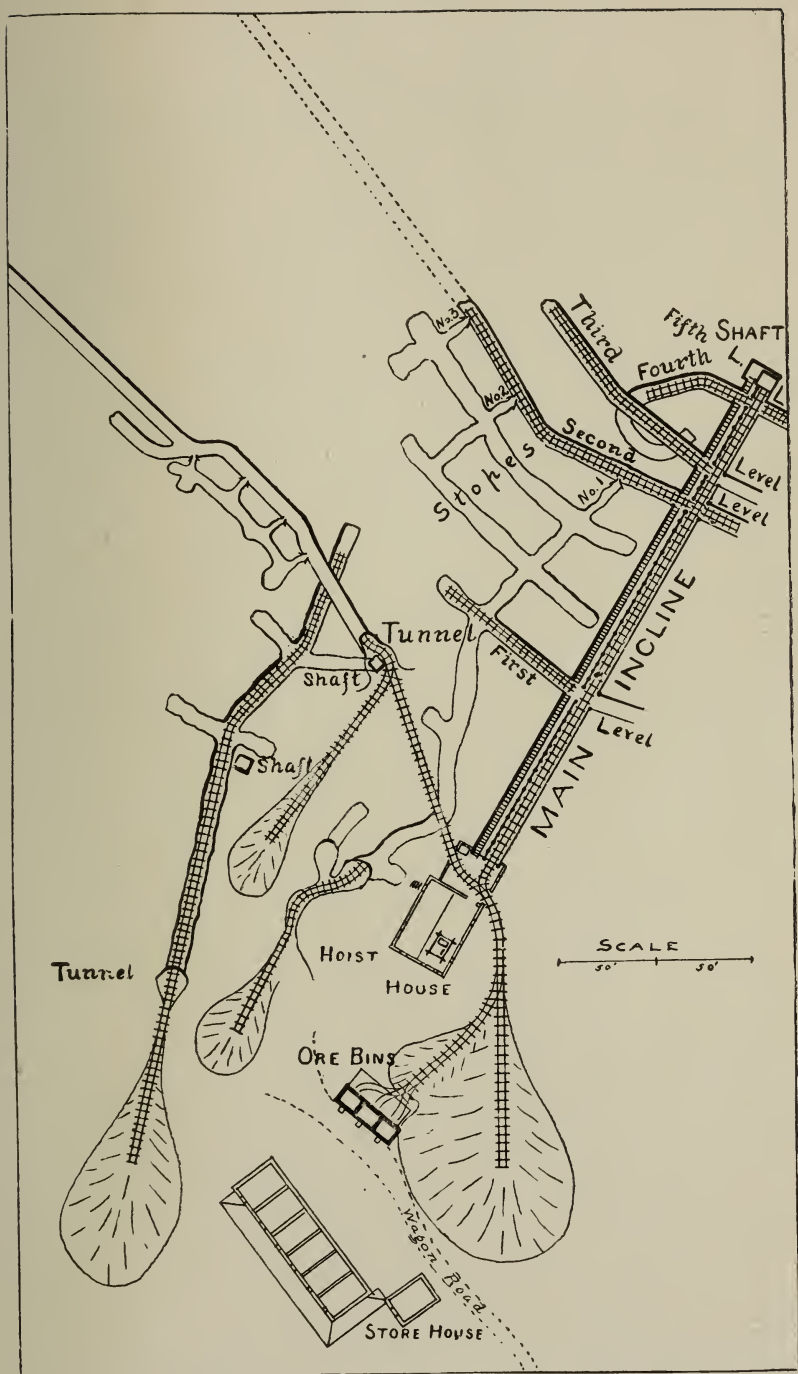 No.3
Third
Fifth SHAFT
L.
Fourth
L
No.2
Second
Stopes
No.1
Level
Level
Tunnel
First
Shaft
INCLINE
MAIN
Level
Shaft
SCALE
50' 50'
HOIST
HOUSE
Tunnel
ORE BINS
Wagon Road
STORE HOUSE